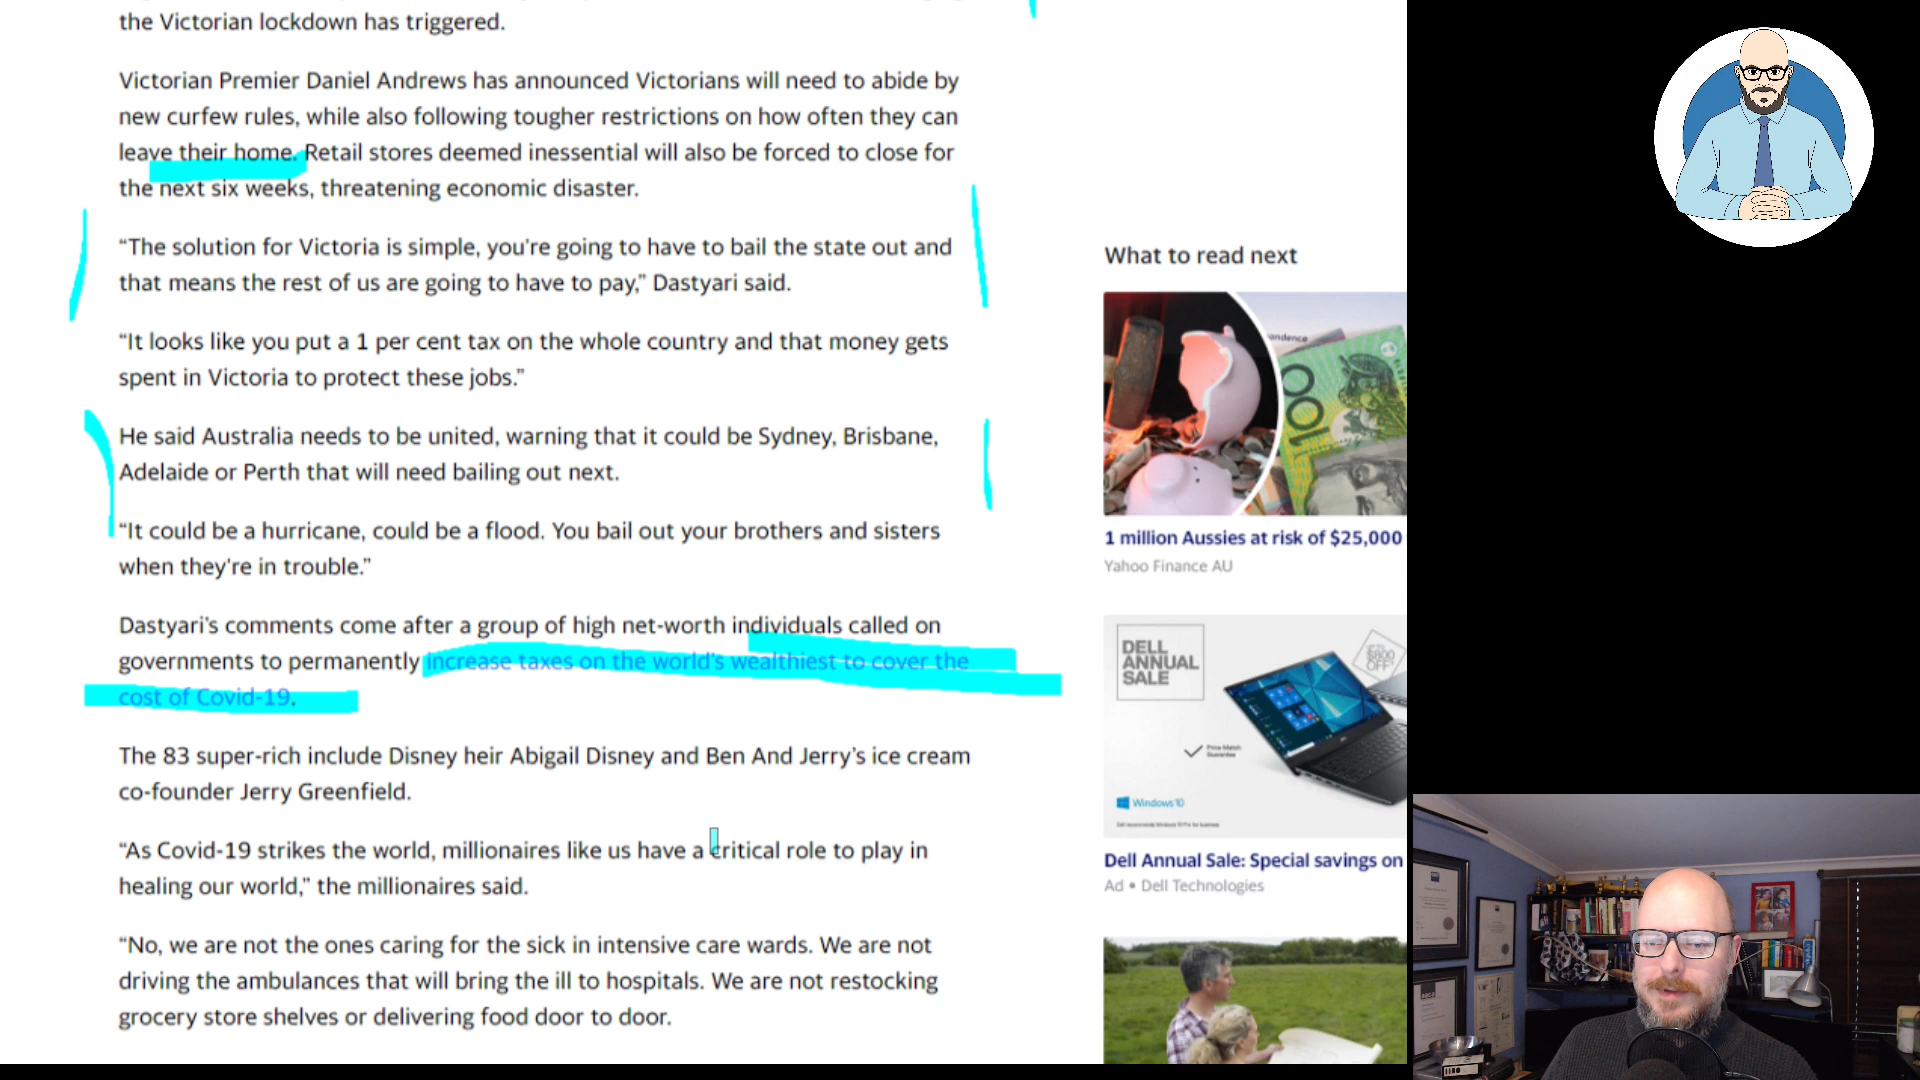 the Victorian lockdown has triggered.
Victorian Premier Daniel Andrews has announced Victorians will need to abide by
new curfew rules, while also following tougher restrictions on how often they can
leave their home. Retail stores deemed inessential will also be forced to close for
the next six weeks, threatening economic disaster.
“The solution for Victoria is simple, you're going to have to bail the state out and
that means the rest of us are going to have to pay,” Dastyari said.
“It looks like you put a 1 per cent tax on the whole country and that money gets
spent in Victoria to protect these jobs.”
He said Australia needs to be united, warning that it could be Sydney, Brisbane,
Adelaide or Perth that will need bailing out next.
“It could be a hurricane, could be a flood. You bail out your brothers and sisters
when they're in trouble.”
Dastyari’s comments come after a group of high net-worth individuals called on
governments to permanently increase taxes on the world's wealthiest to cover the
cost of Covid-19.
The 83 super-rich include Disney heir Abigail Disney and Ben And Jerry’s ice cream
co-founder Jerry Greenfield.
“As Covid-19 strikes the world, millionaires like us have a critical role to play in
healing our world,” the millionaires said.
“No, we are not the ones caring for the sick in intensive care wards. We are not
driving the ambulances that will bring the ill to hospitals. We are not restocking
grocery store shelves or delivering food door to door.
What to read next
100
1 million Aussies at risk of $25,000
Yahoo Finance AU
DELL
ANNUAL
SALE
$800
OFF
Price Match
Guarantee
Windows 10
Dell Annual Sale: Special savings on
Ad • Dell Technologies